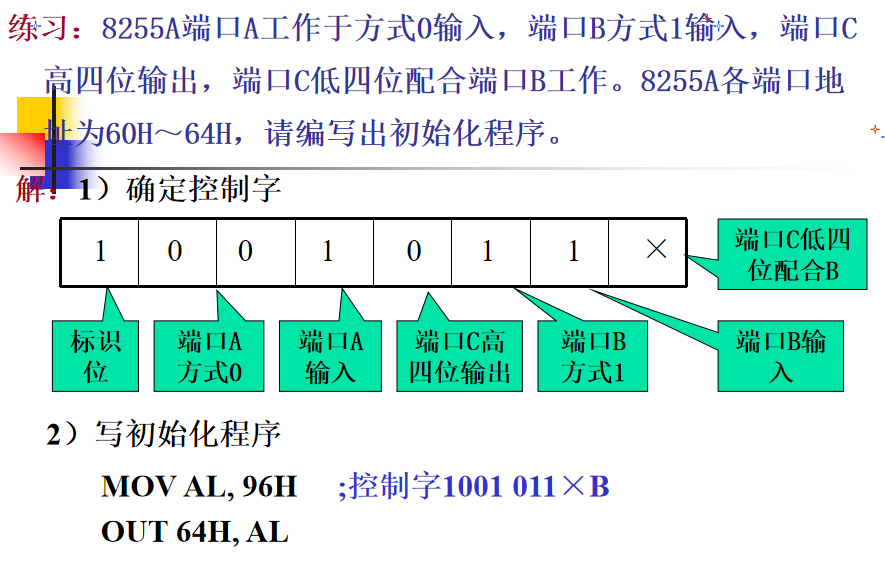 练习：8255A端口A工作于方式0输入，端口B方式1输入，端口C
高四位输出，端口C低四位配合端口B工作。8255A各端口地
址为60H～64H，请编写出初始化程序。
解：1）确定控制字
1 0 0 1 0 1 1 ×
端口C低四
位配合B
标识
位
端口A
方式0
端口A
输入
端口C高
四位输出
端口B
方式1
端口B输
入
2）写初始化程序
MOV AL, 96H ;控制字1001 011×B
OUT 64H, AL